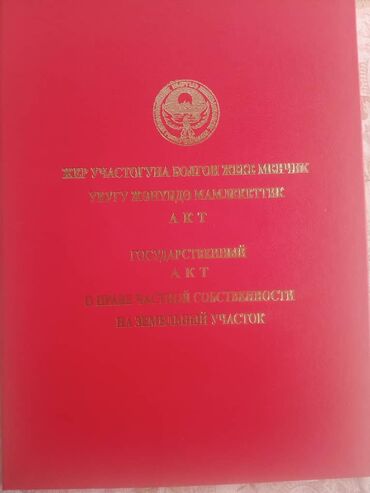 ЖЕР УЧАСТОГУНА БОЛГОН ЖЕКЕ МЕНЧИК
УКУГУ ЖӨНҮНДӨ МАМЛЕКЕТТИК
А К Т
ГОСУДАРСТВЕННЫЙ
А К Т
О ПРАВЕ ЧАСТНОЙ СОБСТВЕННОСТИ
НА ЗЕМЕЛЬНЫЙ УЧАСТОК